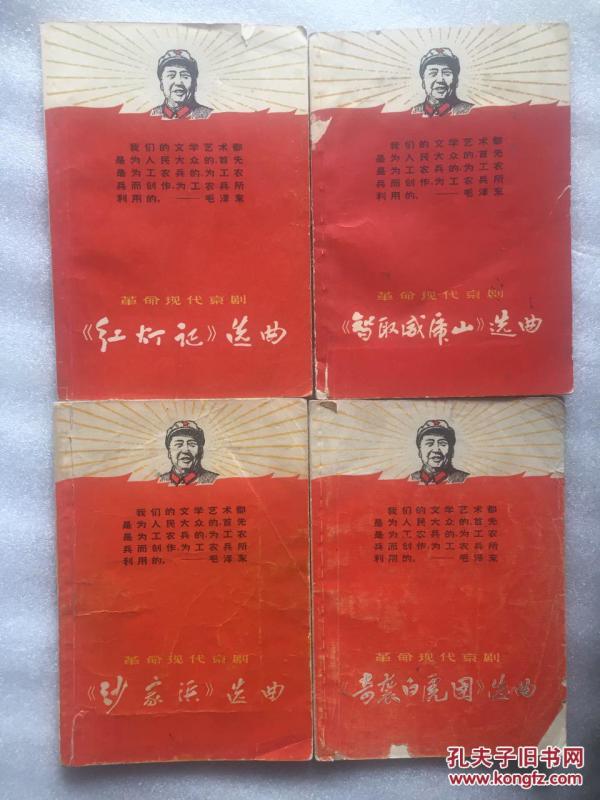 我们的文学艺术都
是为人民大众的,首先
是为工农兵的,为工农
兵而创作,为工农兵所
利用的。——毛泽东
革命现代京剧
《红灯记》选曲
我们的文学艺术都
是为人民大众的,首先
是为工农兵的,为工农
兵而创作,为工农兵所
利用的。——毛泽东
革命现代京剧
《智取威虎山》选曲
我们的文学艺术都
是为人民大众的,首先
是为工农兵的,为工农
兵而创作,为工农兵所
利用的。——毛泽东
革命现代京剧
《沙家浜》选曲
我们的文学艺术都
是为人民大众的,首先
是为工农兵的,为工农
兵而创作,为工农兵所
利用的。——毛泽东
革命现代京剧
《奇袭白虎团》选曲
孔夫子旧书网
www.kongfz.com